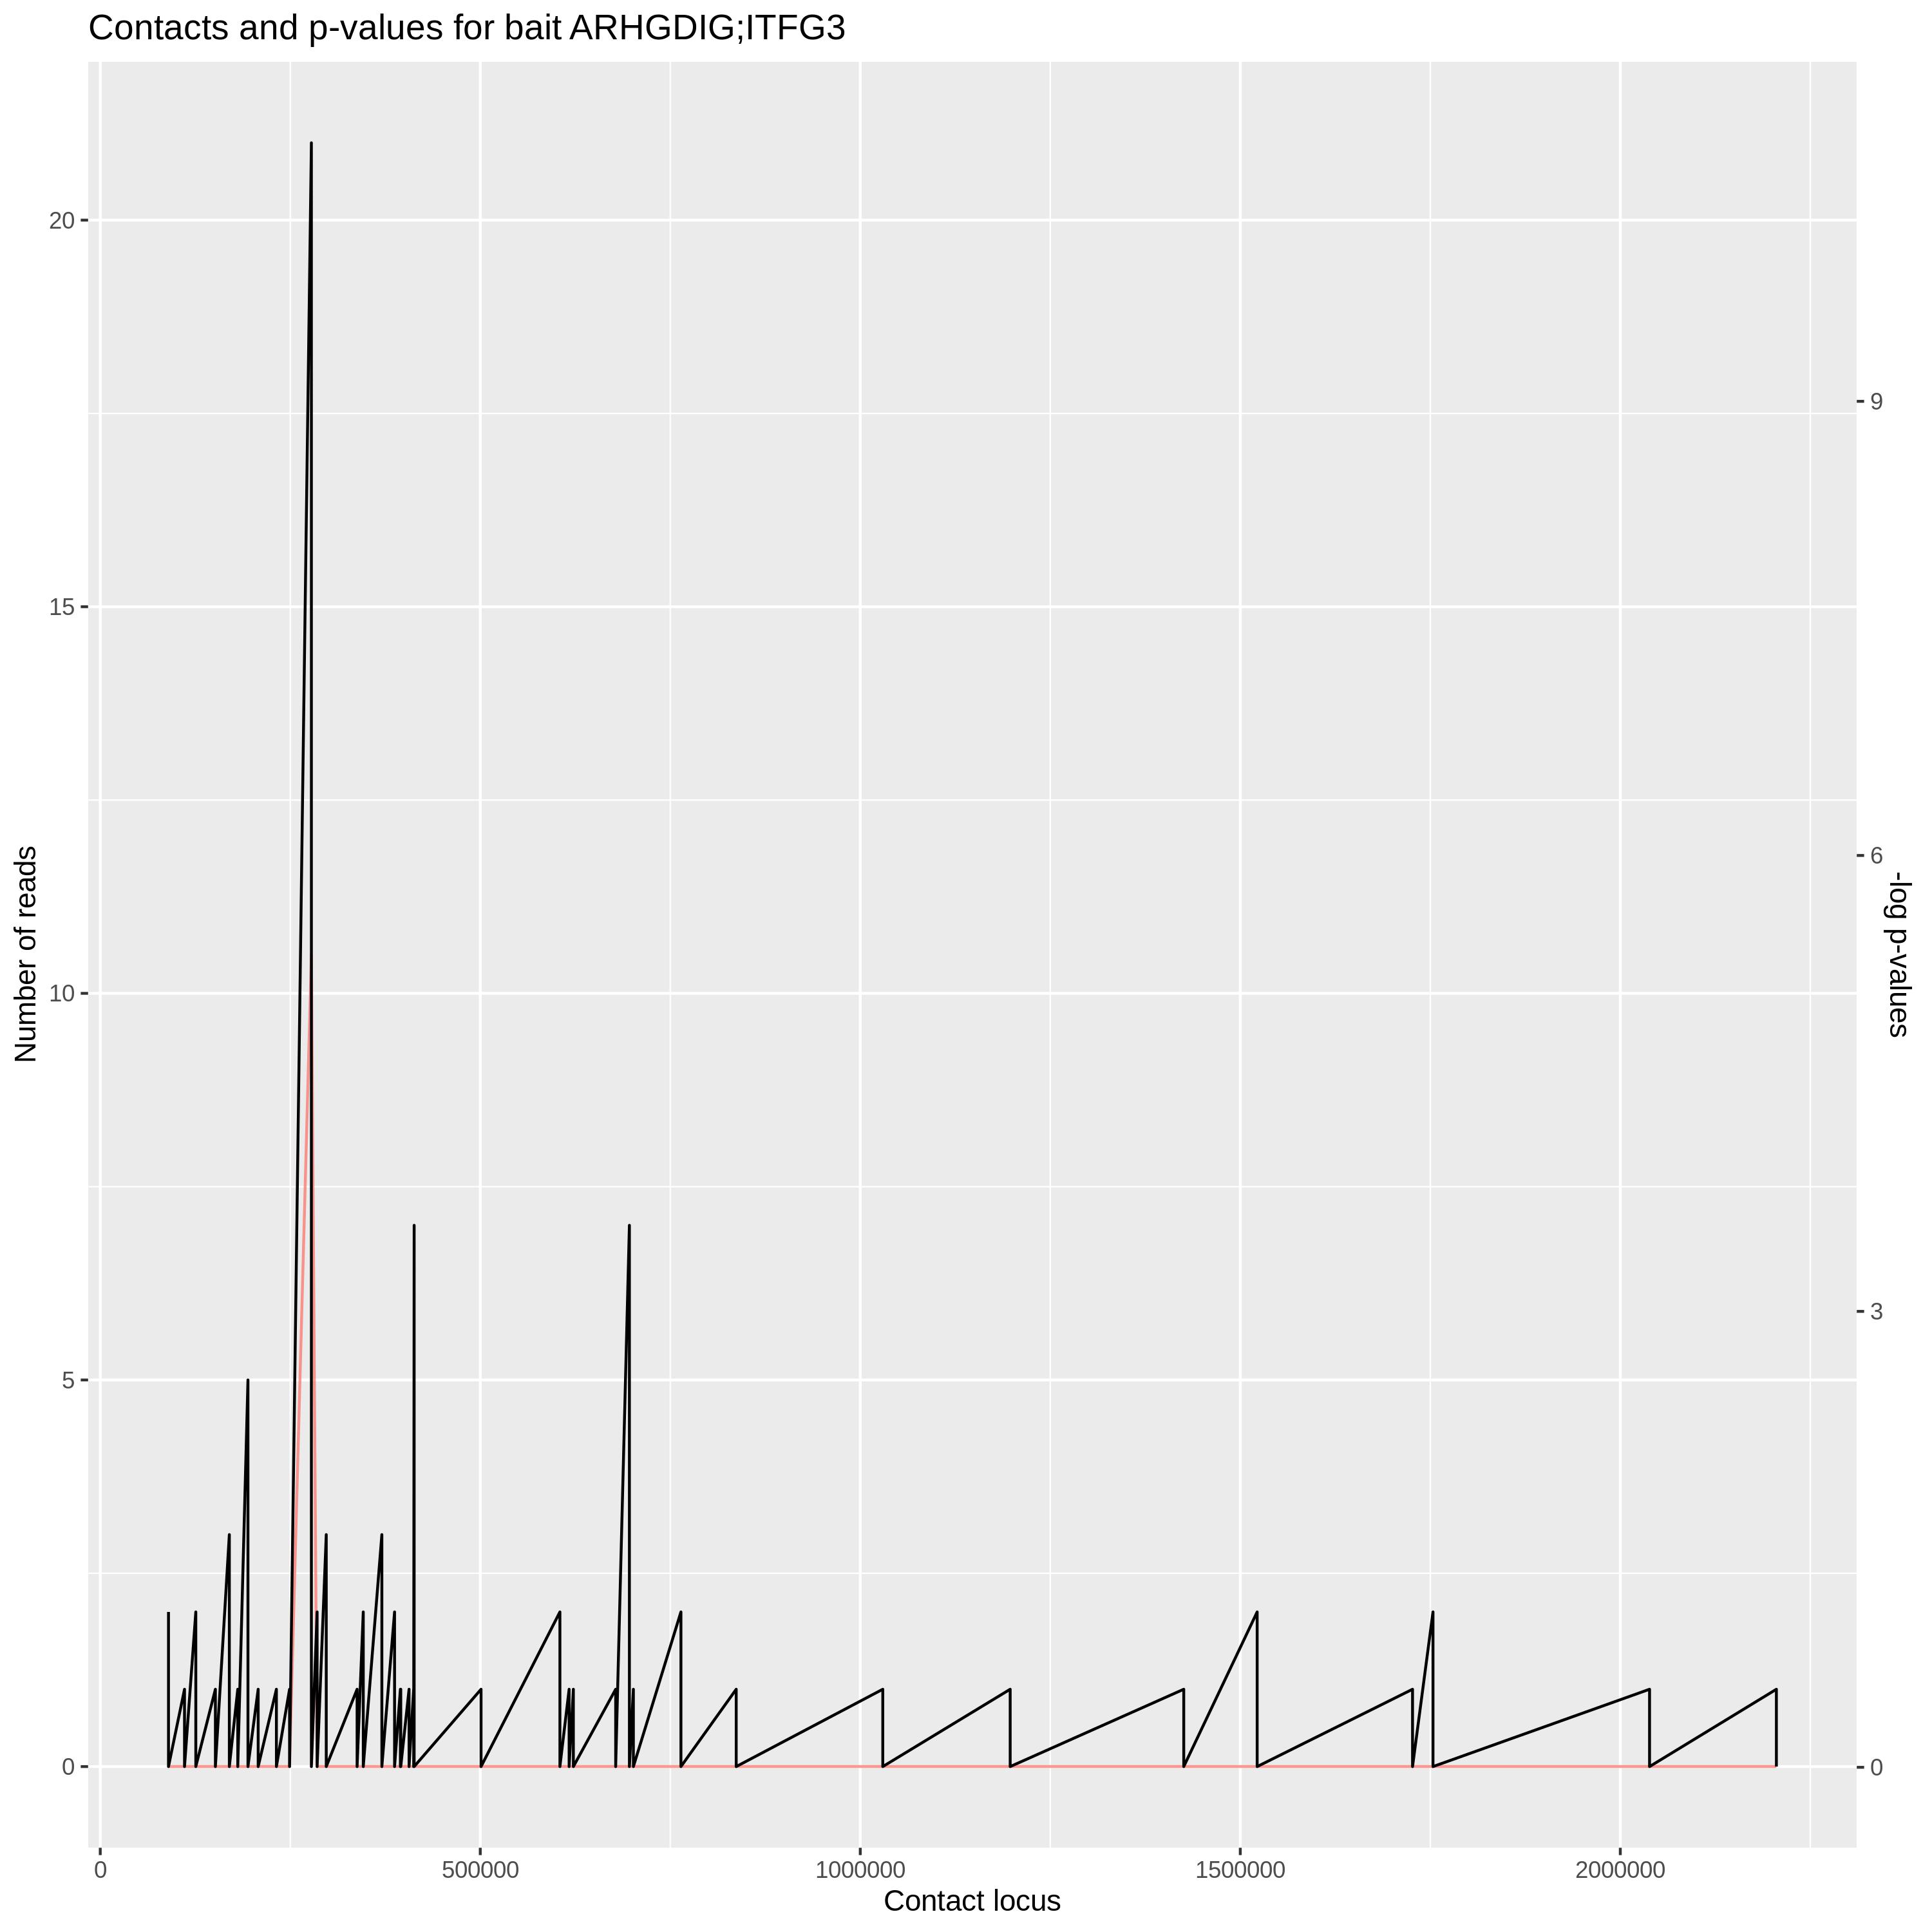 Contacts and p-values for bait ARHGDIG;ITFG3
20
15
10
5
0
Number of reads
9
6
3
0
-log p-values
0 500000 1000000 1500000 2000000
Contact locus